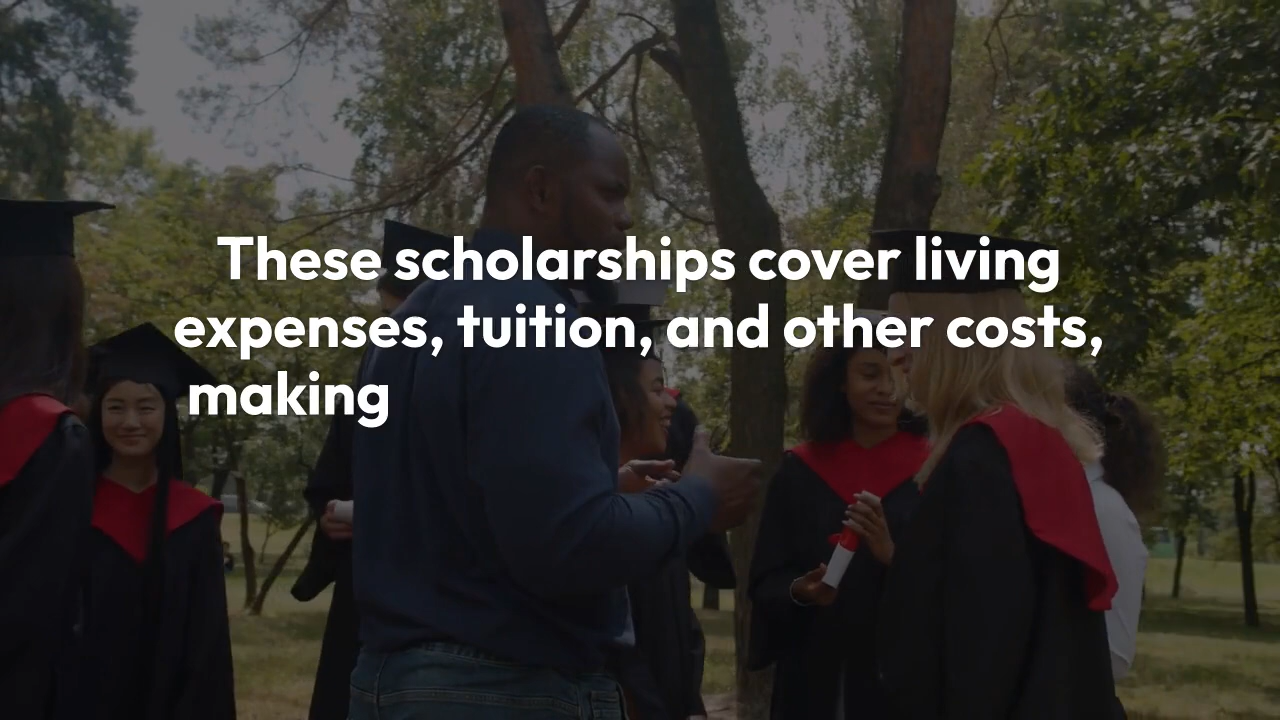 These scholarships cover living
expenses, tuition, and other costs,
making